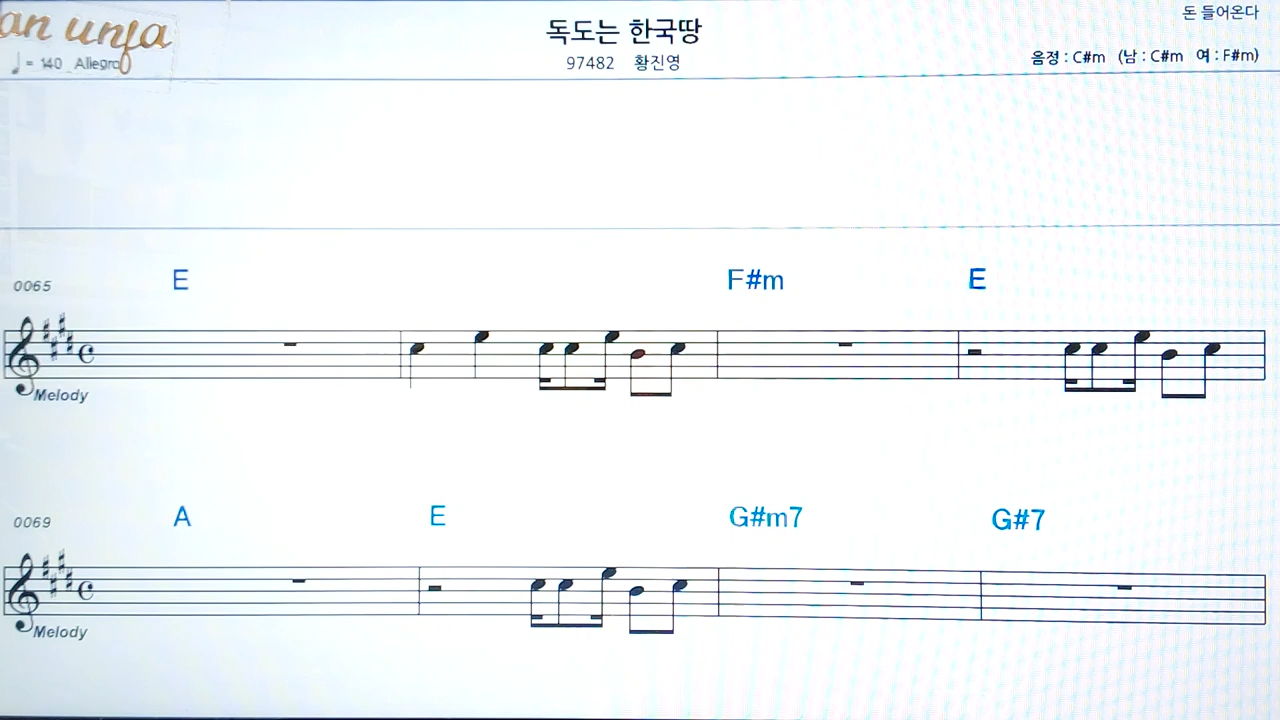 an unfa
독도는 한국땅
돈 들어온다
♩= 140 Allegro
97482 황진영
음정 : C#m (남 : C#m 여 : F#m)
E F#m E
0065
Melody
A E G#m7 G#7
0069
Melody